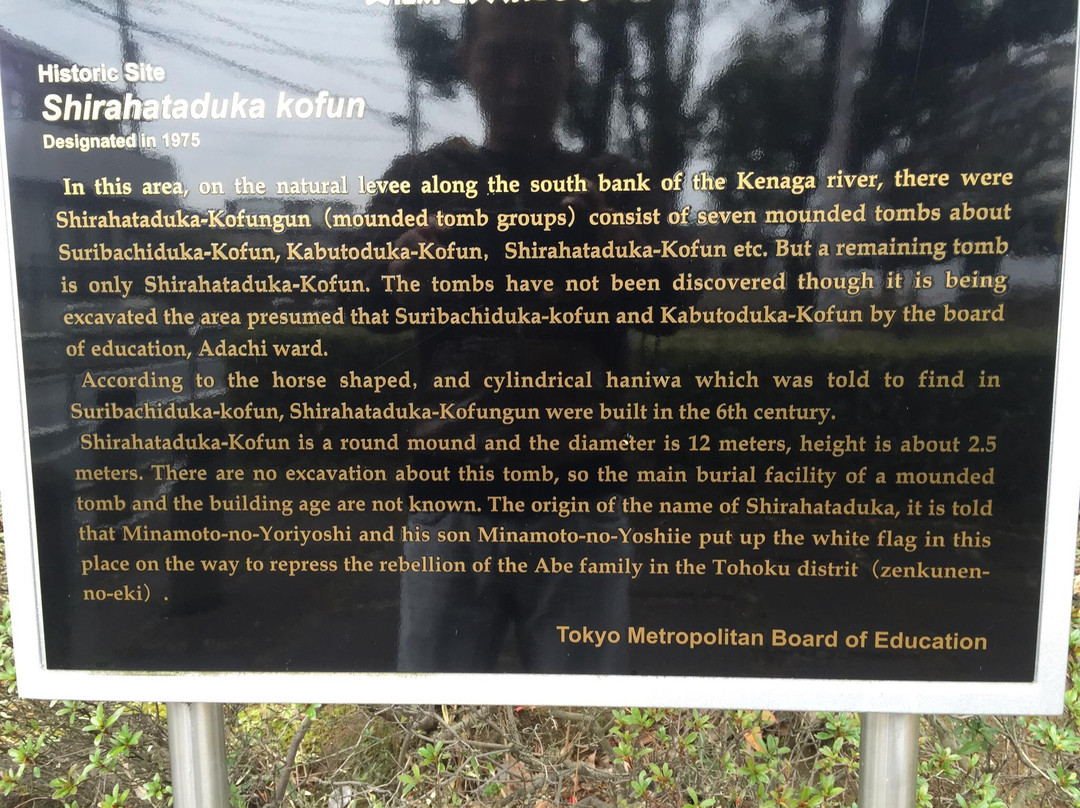 Historic Site
Shirahataduka kofun
Designated in 1975
In this area, on the natural levee along the south bank of the Kenaga river, there were
Shirahataduka-Kofungun（mounded tomb groups）consist of seven mounded tombs about
Suribachiduka-Kofun, Kabutoduka-Kofun, Shirahataduka-Kofun etc. But a remaining tomb
is only Shirahataduka-Kofun. The tombs have not been discovered though it is being
excavated the area presumed that Suribachiduka-kofun and Kabutoduka-Kofun by the board
of education, Adachi ward.
According to the horse shaped, and cylindrical haniwa which was told to find in
Suribachiduka-kofun, Shirahataduka-Kofungun were built in the 6th century.
Shirahataduka-Kofun is a round mound and the diameter is 12 meters, height is about 2.5
meters. There are no excavation about this tomb, so the main burial facility of a mounded
tomb and the building age are not known. The origin of the name of Shirahataduka, it is told
that Minamoto-no-Yoriyoshi and his son Minamoto-no-Yoshiie put up the white flag in this
place on the way to repress the rebellion of the Abe family in the Tohoku distrit（zenkunen-
no-eki）.
Tokyo Metropolitan Board of Education